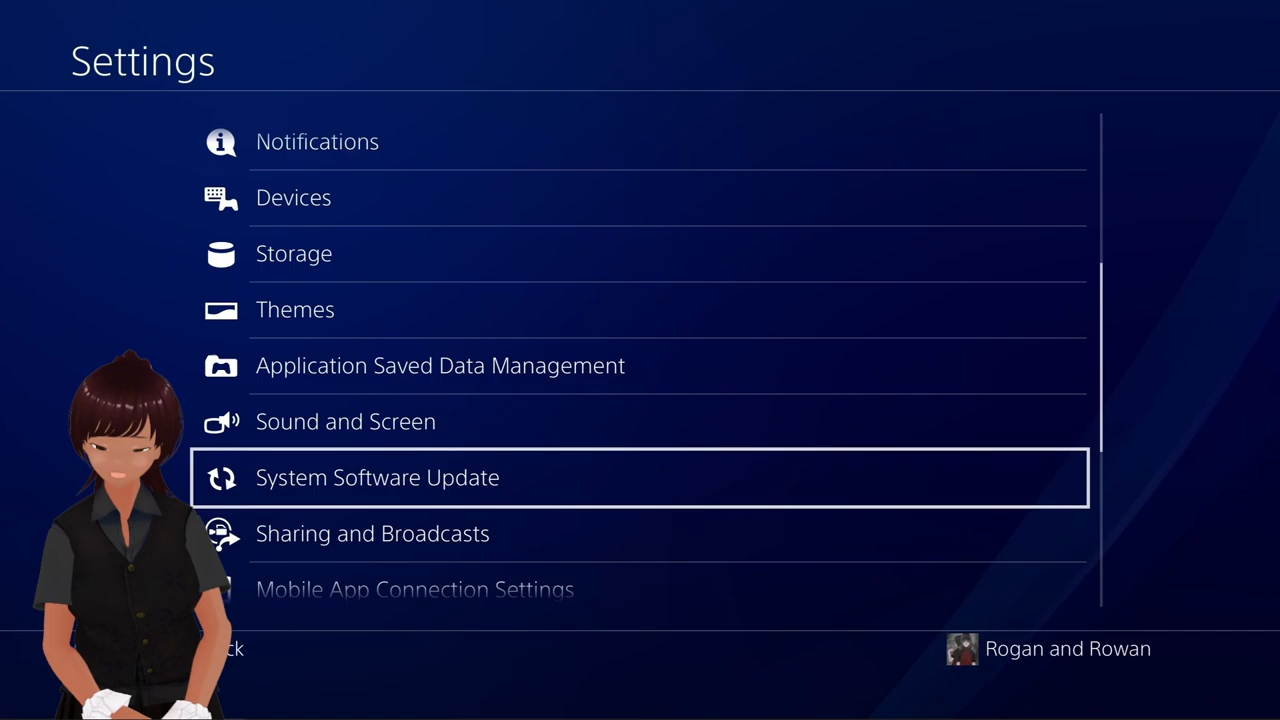 Settings
Notifications
Devices
Storage
Themes
Application Saved Data Management
Sound and Screen
System Software Update
Sharing and Broadcasts
Mobile App Connection Settings
Rogan and Rowan